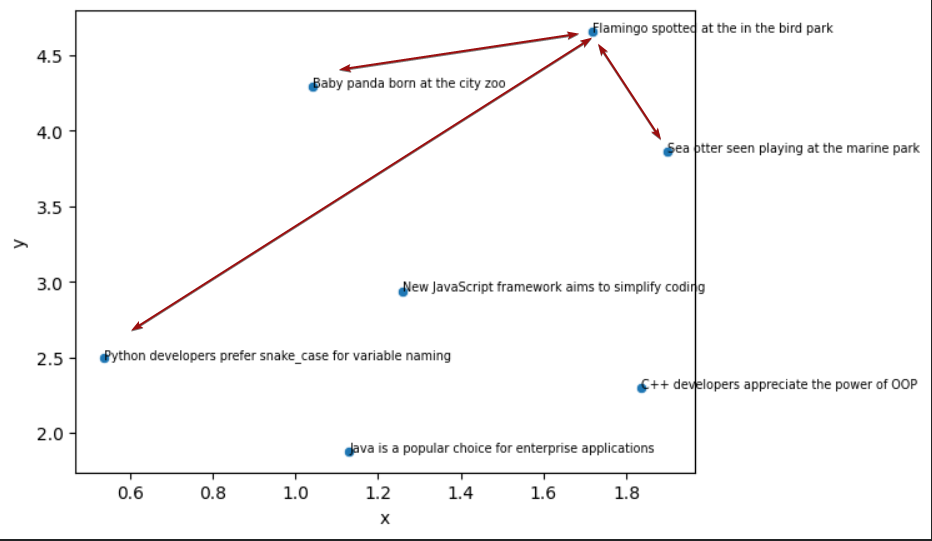 Flamingo spotted at the in the bird park
4.5
Baby panda born at the city zoo
4.0
Sea otter seen playing at the marine park
3.5
y
3.0
New JavaScript framework aims to simplify coding
2.5
Python developers prefer snake_case for variable naming
C++ developers appreciate the power of OOP
2.0
Java is a popular choice for enterprise applications
0.6 0.8 1.0 1.2 1.4 1.6 1.8
x